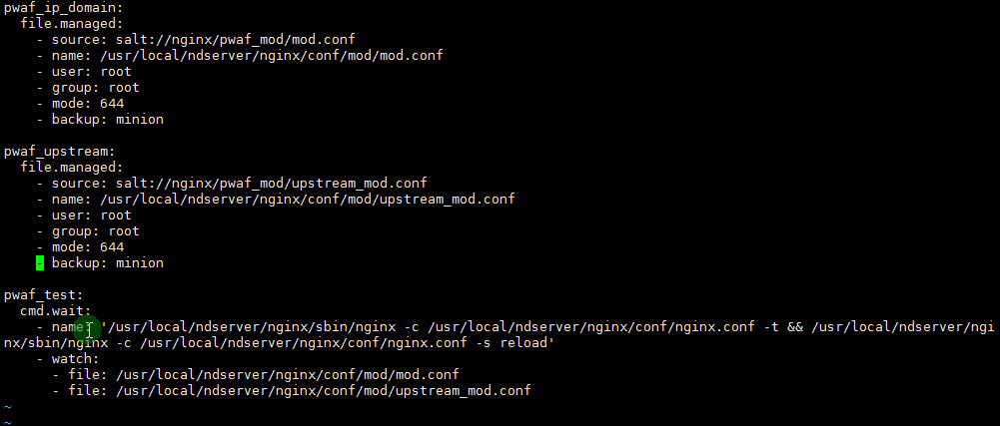 pwaf_ip_domain:
  file.managed:
    - source: salt://nginx/pwaf_mod/mod.conf
    - name: /usr/local/ndserver/nginx/conf/mod/mod.conf
    - user: root
    - group: root
    - mode: 644
    - backup: minion

pwaf_upstream:
  file.managed:
    - source: salt://nginx/pwaf_mod/upstream_mod.conf
    - name: /usr/local/ndserver/nginx/conf/mod/upstream_mod.conf
    - user: root
    - group: root
    - mode: 644
    - backup: minion

pwaf_test:
  cmd.wait:
    - name: '/usr/local/ndserver/nginx/sbin/nginx -c /usr/local/ndserver/nginx/conf/nginx.conf -t && /usr/local/ndserver/ngi
nx/sbin/nginx -c /usr/local/ndserver/nginx/conf/nginx.conf -s reload'
    - watch:
      - file: /usr/local/ndserver/nginx/conf/mod/mod.conf
      - file: /usr/local/ndserver/nginx/conf/mod/upstream_mod.conf
~
~